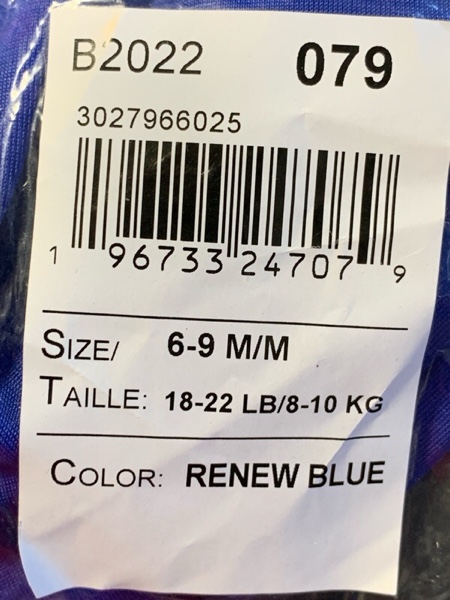 B2022 079
3027966025
1 96733 24707 9
SIZE/ 6-9 M/M
TAILLE: 18-22 LB/8-10 KG
COLOR: RENEW BLUE